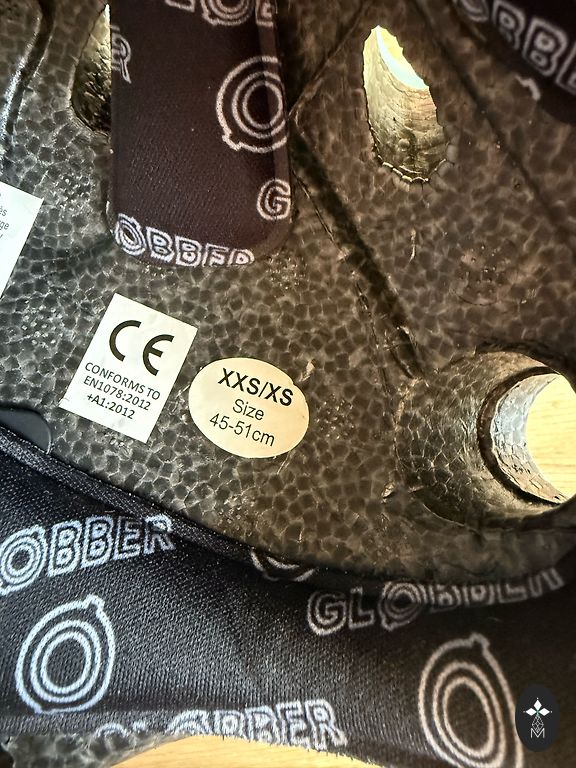 GLOBBER
GLOBBER
CE
CONFORMS TO
EN1078:2012
+A1:2012
XXS/XS
Size
45-51cm
GLOBBER
GLOBBER
GLOBBER